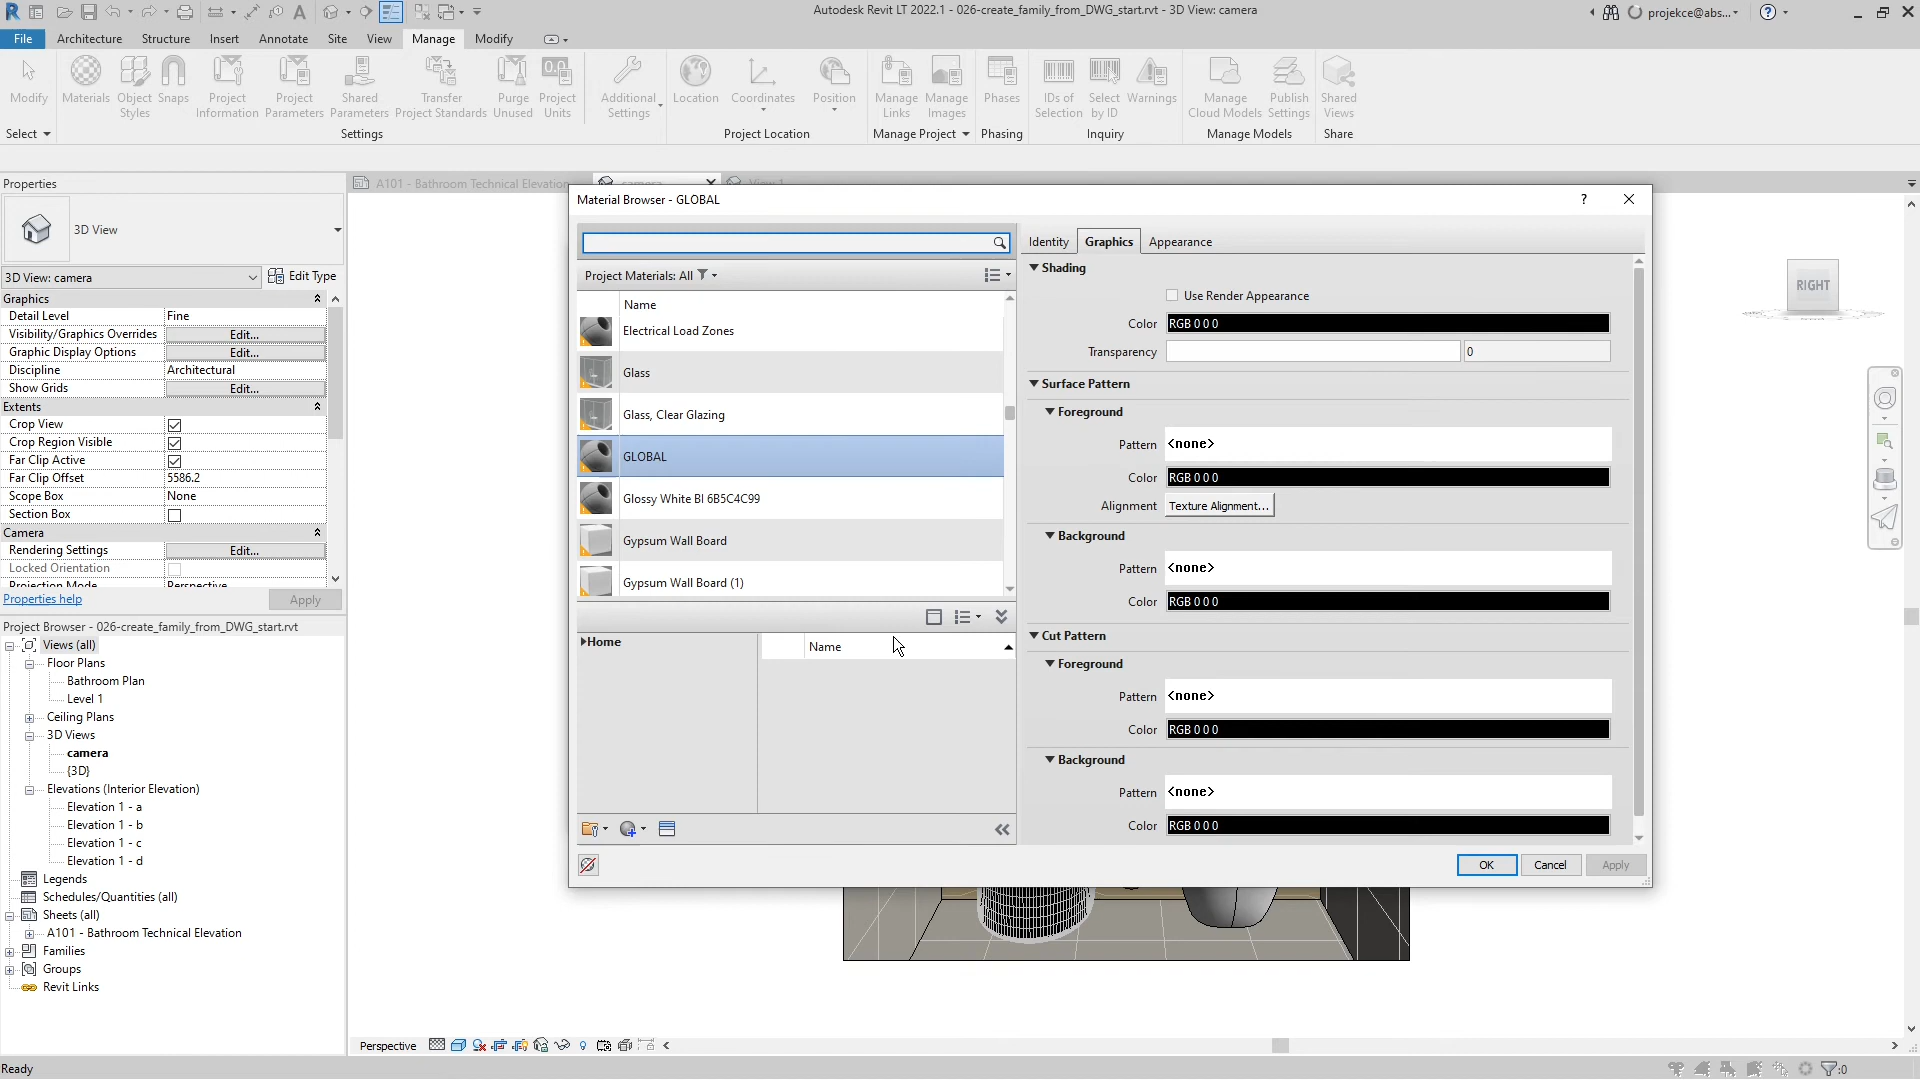 Autodesk Revit LT 2022.1 - 026-create_family_from_DWG_start.rvt - 3D View: camera
projekce@abs...
File Architecture Structure Insert Annotate Site View Manage Modify
Modify
Materials
Object Styles
Snaps
Project Information
Project Parameters
Shared Parameters
Transfer Project Standards
Purge Unused
Project Units
Additional Settings
Location
Coordinates
Position
Manage Links
Manage Images
Phases
IDs of Selection
Select by ID
Warnings
Manage Cloud Models
Publish Settings
Shared Views
Select
Settings
Project Location
Manage Project
Phasing
Inquiry
Manage Models
Share
Properties
3D View
3D View: camera
Edit Type
Graphics
Detail Level Fine
Visibility/Graphics Overrides Edit...
Graphic Display Options Edit...
Discipline Architectural
Show Grids Edit...
Extents
Crop View
Crop Region Visible
Far Clip Active
Far Clip Offset 5586.2
Scope Box None
Section Box
Camera
Rendering Settings Edit...
Locked Orientation
Projection Mode Perspective
Properties help
Apply
Project Browser - 026-create_family_from_DWG_start.rvt
Views (all)
Floor Plans
Bathroom Plan
Level 1
Ceiling Plans
3D Views
camera
{3D}
Elevations (Interior Elevation)
Elevation 1 - a
Elevation 1 - b
Elevation 1 - c
Elevation 1 - d
Legends
Schedules/Quantities (all)
Sheets (all)
A101 - Bathroom Technical Elevation
Families
Groups
Revit Links
A101 - Bathroom Technical Elevation
camera
View 1
Material Browser - GLOBAL
Project Materials: All
Name
Electrical Load Zones
Glass
Glass, Clear Glazing
GLOBAL
Glossy White Bl 6B5C4C99
Gypsum Wall Board
Gypsum Wall Board (1)
Home
Name
Identity Graphics Appearance
Shading
Use Render Appearance
Color RGB 0 0 0
Transparency 0
Surface Pattern
Foreground
Pattern <none>
Color RGB 0 0 0
Alignment Texture Alignment...
Background
Pattern <none>
Color RGB 0 0 0
Cut Pattern
Foreground
Pattern <none>
Color RGB 0 0 0
Background
Pattern <none>
Color RGB 0 0 0
OK Cancel Apply
RIGHT
Perspective
Ready
:0